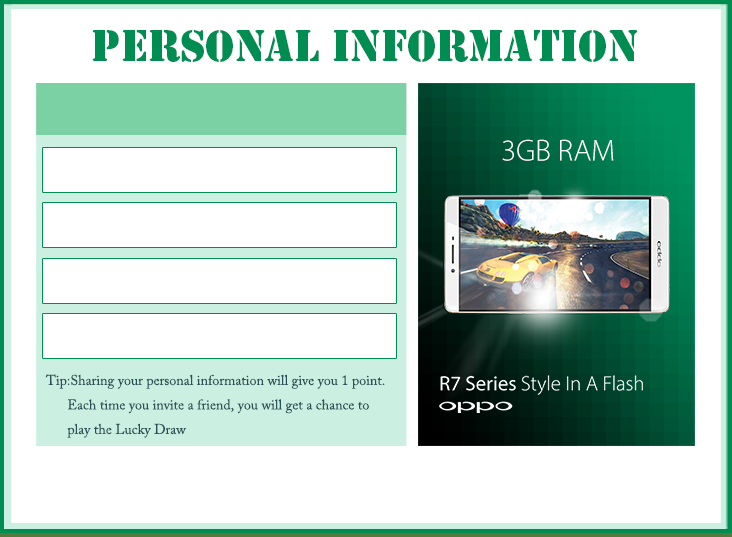 PERSONAL INFORMATION
Tip:Sharing your personal information will give you 1 point.
Each time you invite a friend, you will get a chance to
play the Lucky Draw
3GB RAM
oppo
R7 Series Style In A Flash
oppo